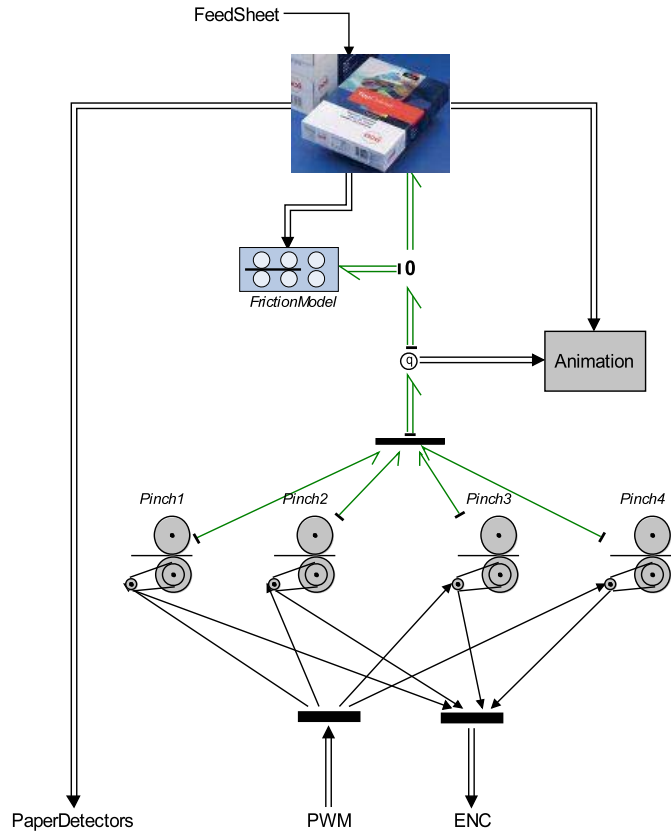 FeedSheet
0
FrictionModel
q
Animation
Pinch1
Pinch2
Pinch3
Pinch4
PaperDetectors
PWM
ENC